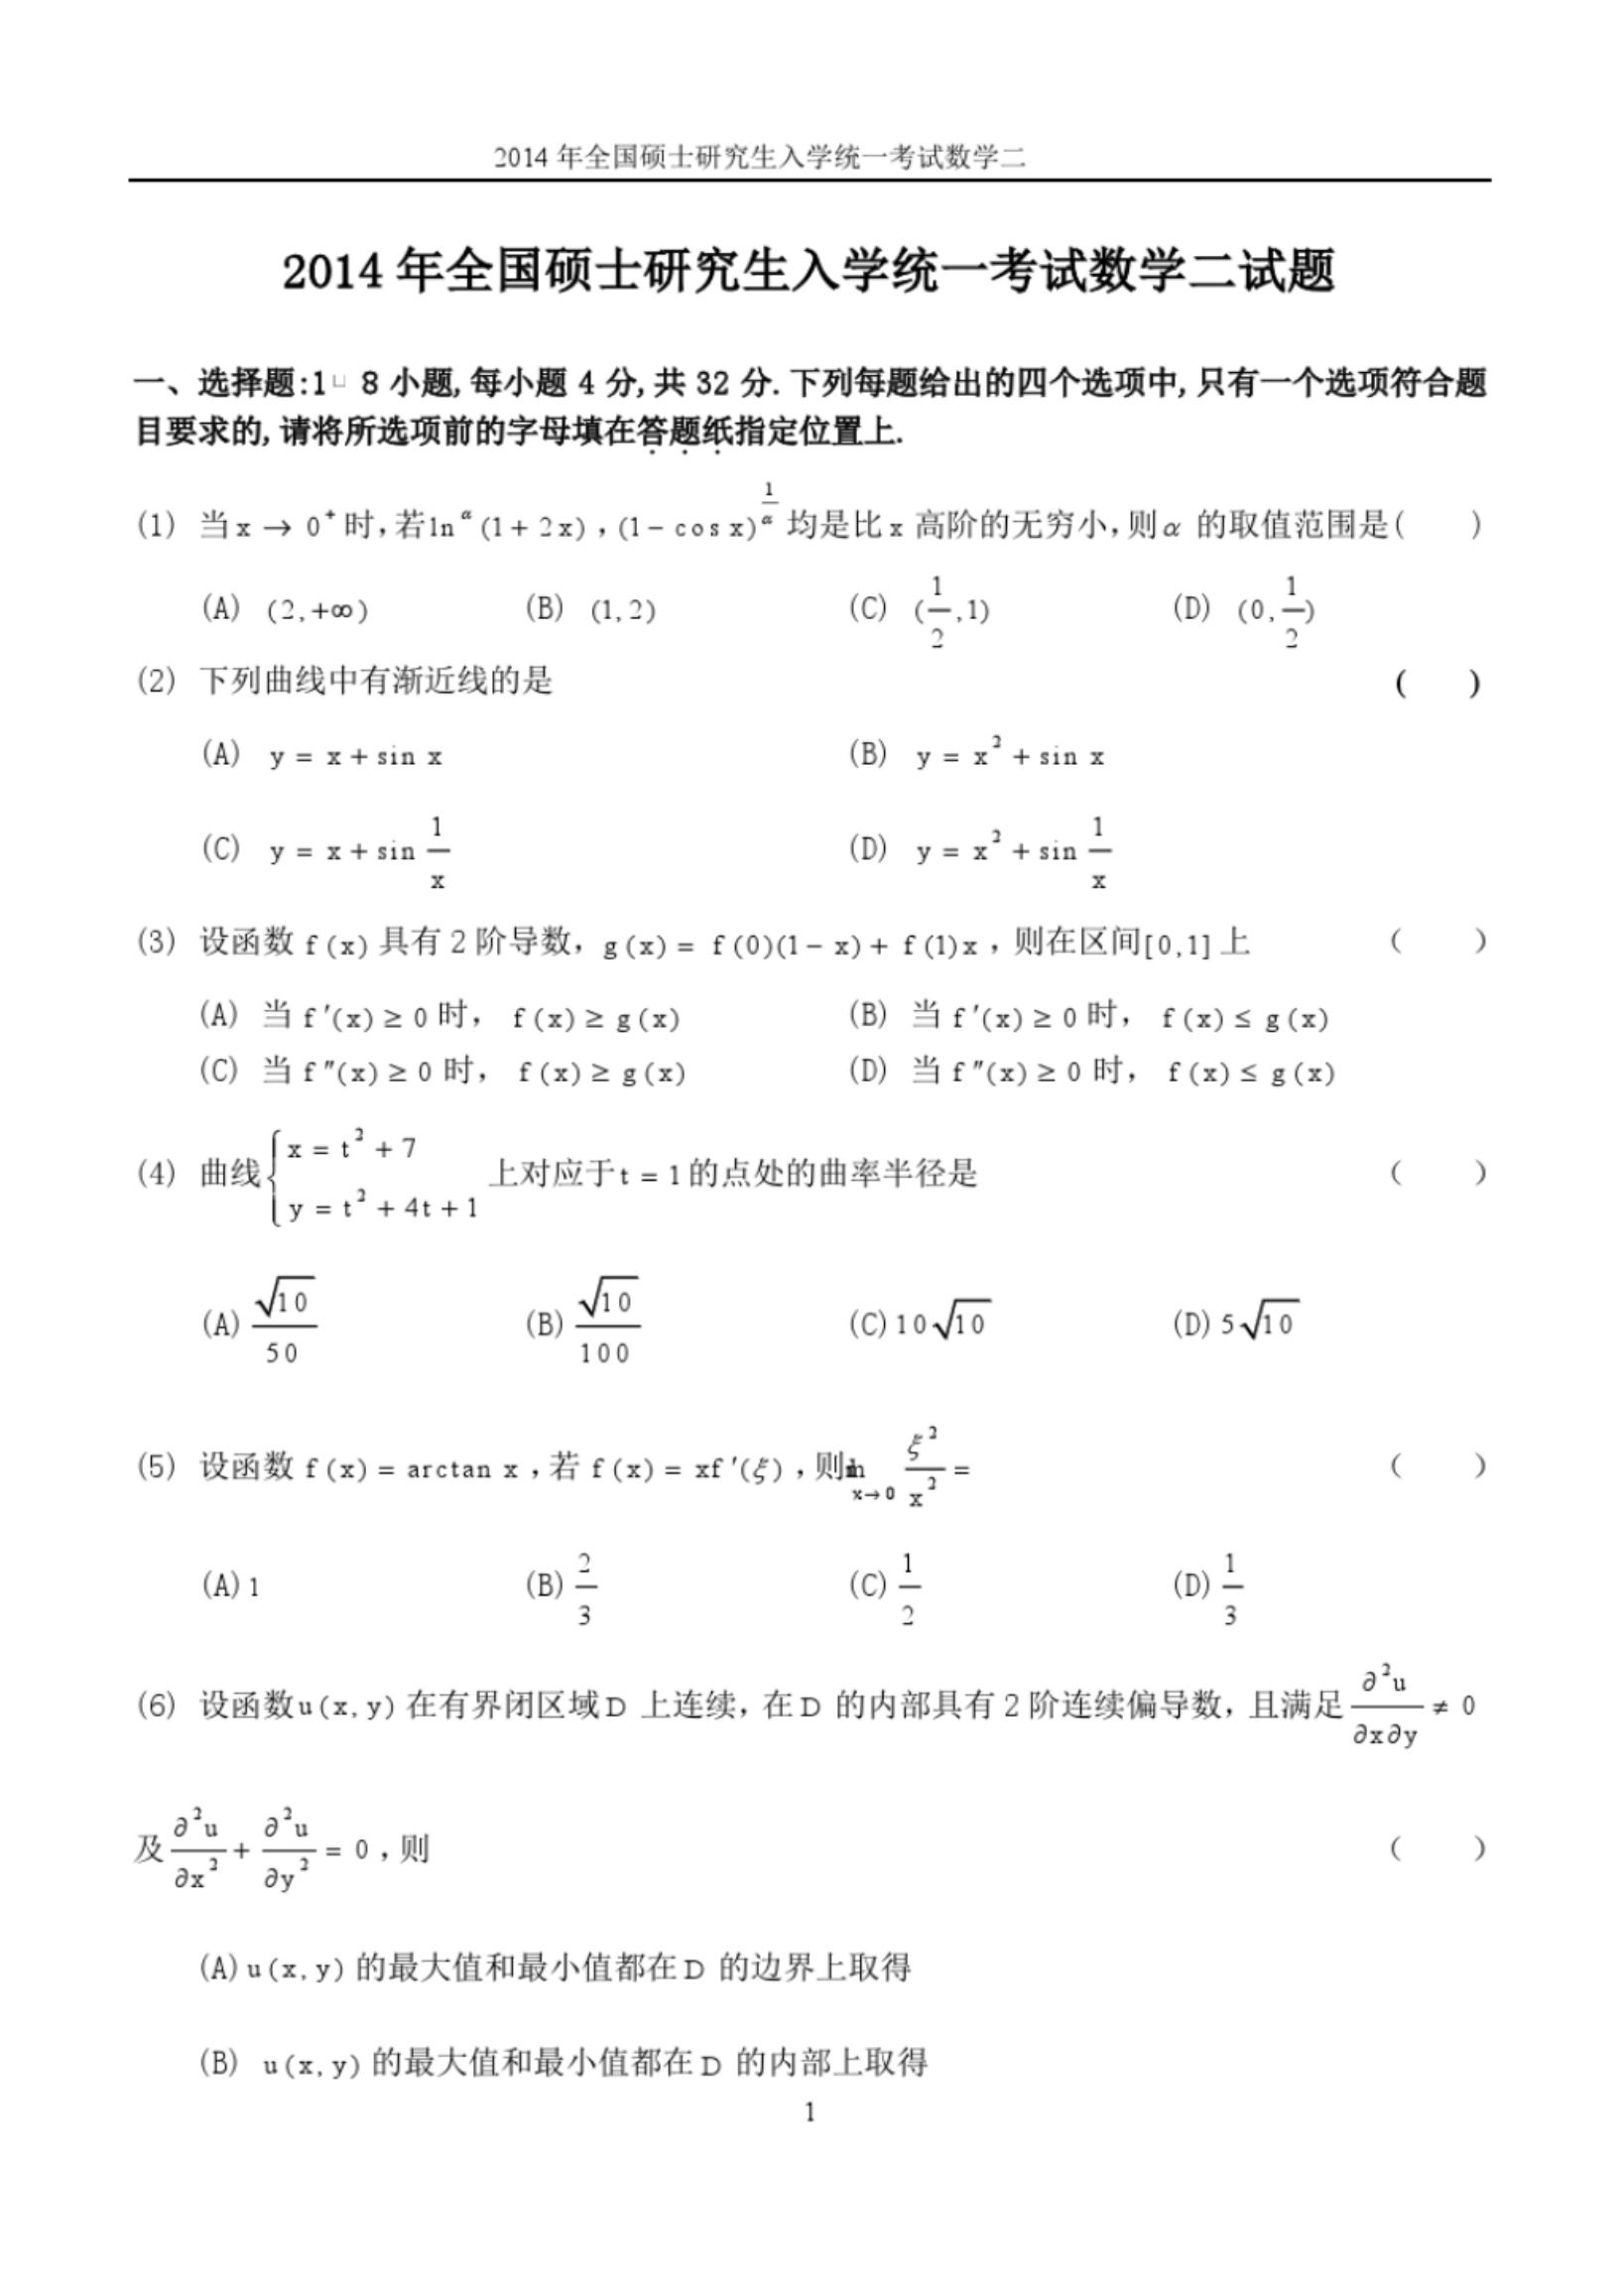 2014 年全国硕士研究生入学统一考试数学二
2014 年全国硕士研究生入学统一考试数学二试题
一、选择题:1 8 小题,每小题 4 分,共 32 分.下列每题给出的四个选项中,只有一个选项符合题
目要求的,请将所选项前的字母填在答题纸指定位置上.
(1) 当 x → 0⁺ 时,若 ln^α (1 + 2x) , (1 − cos x)^(1/α) 均是比 x 高阶的无穷小,则 α 的取值范围是( )
(A) (2,+∞) (B) (1,2) (C) (1/2,1) (D) (0,1/2)
(2) 下列曲线中有渐近线的是 ( )
(A) y = x + sin x (B) y = x² + sin x
(C) y = x + sin 1/x (D) y = x² + sin 1/x
(3) 设函数 f(x) 具有 2 阶导数, g(x) = f(0)(1 − x) + f(1)x , 则在区间[0,1] 上 ( )
(A) 当 f′(x) ≥ 0 时, f(x) ≥ g(x) (B) 当 f′(x) ≥ 0 时, f(x) ≤ g(x)
(C) 当 f″(x) ≥ 0 时, f(x) ≥ g(x) (D) 当 f″(x) ≥ 0 时, f(x) ≤ g(x)
(4) 曲线 { x = t² + 7 y = t² + 4t + 1 上对应于 t = 1 的点处的曲率半径是 ( )
(A) √10/50 (B) √10/100 (C) 10√10 (D) 5√10
(5) 设函数 f(x) = arctan x , 若 f(x) = xf′(ξ) , 则 x→0 ξ²/x² = ( )
(A) 1 (B) 2/3 (C) 1/2 (D) 1/3
(6) 设函数 u(x, y) 在有界闭区域 D 上连续, 在 D 的内部具有 2 阶连续偏导数, 且满足 ∂²u/∂x∂y ≠ 0
及 ∂²u/∂x² + ∂²u/∂y² = 0 , 则 ( )
(A) u(x, y) 的最大值和最小值都在 D 的边界上取得
(B) u(x, y) 的最大值和最小值都在 D 的内部上取得
1